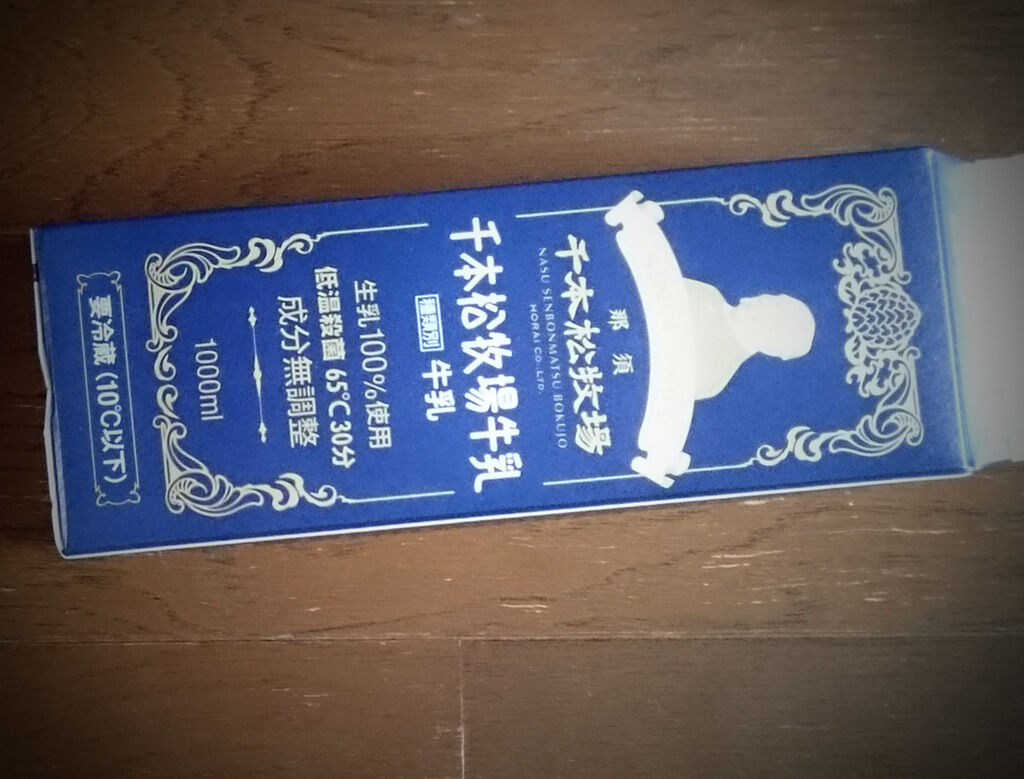 那須
千本松牧場
NASU SENBONMATSU BOKUJO
HORAI CO.,LTD.
千本松牧場牛乳
種類別 牛乳
生乳100%使用
低温殺菌 65℃ 30分
成分無調整
1000ml
要冷蔵(10℃以下)